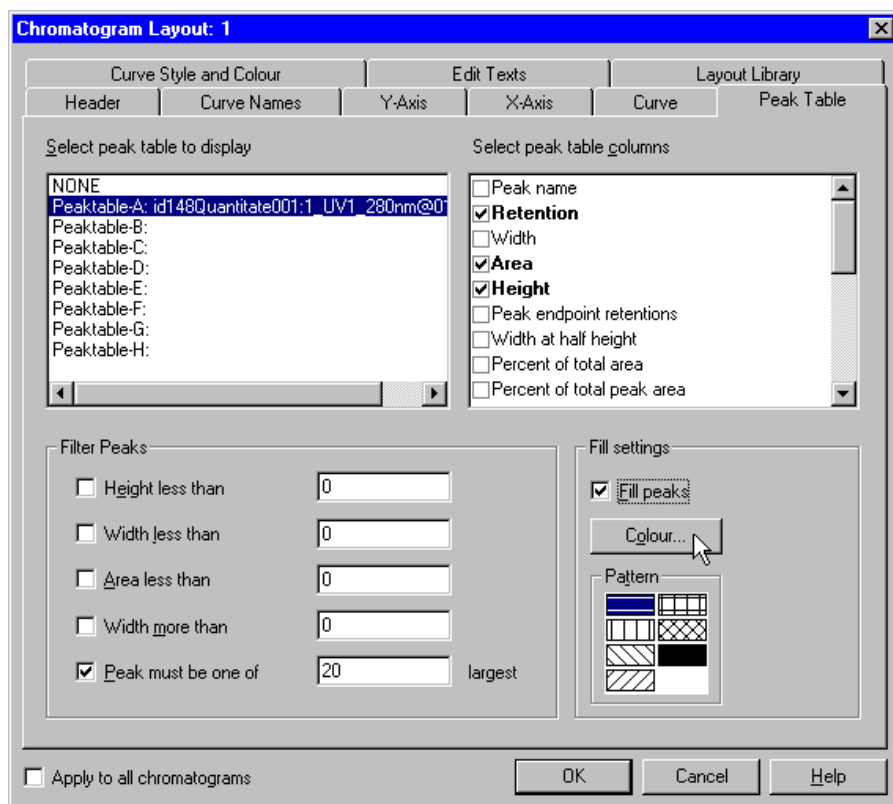 Chromatogram Layout: 1
Curve Style and Colour
Edit Texts
Layout Library
Header
Curve Names
Y-Axis
X-Axis
Curve
Peak Table
Select peak table to display
NONE
Peaktable-A: id148Quantitate001:1_UV1_280nm@01
Peaktable-B:
Peaktable-C:
Peaktable-D:
Peaktable-E:
Peaktable-F:
Peaktable-G:
Peaktable-H:
Select peak table columns
Peak name
Retention
Width
Area
Height
Peak endpoint retentions
Width at half height
Percent of total area
Percent of total peak area
Filter Peaks
Height less than 0
Width less than 0
Area less than 0
Width more than 0
Peak must be one of 20 largest
Fill settings
Fill peaks
Colour...
Pattern
Apply to all chromatograms
OK
Cancel
Help